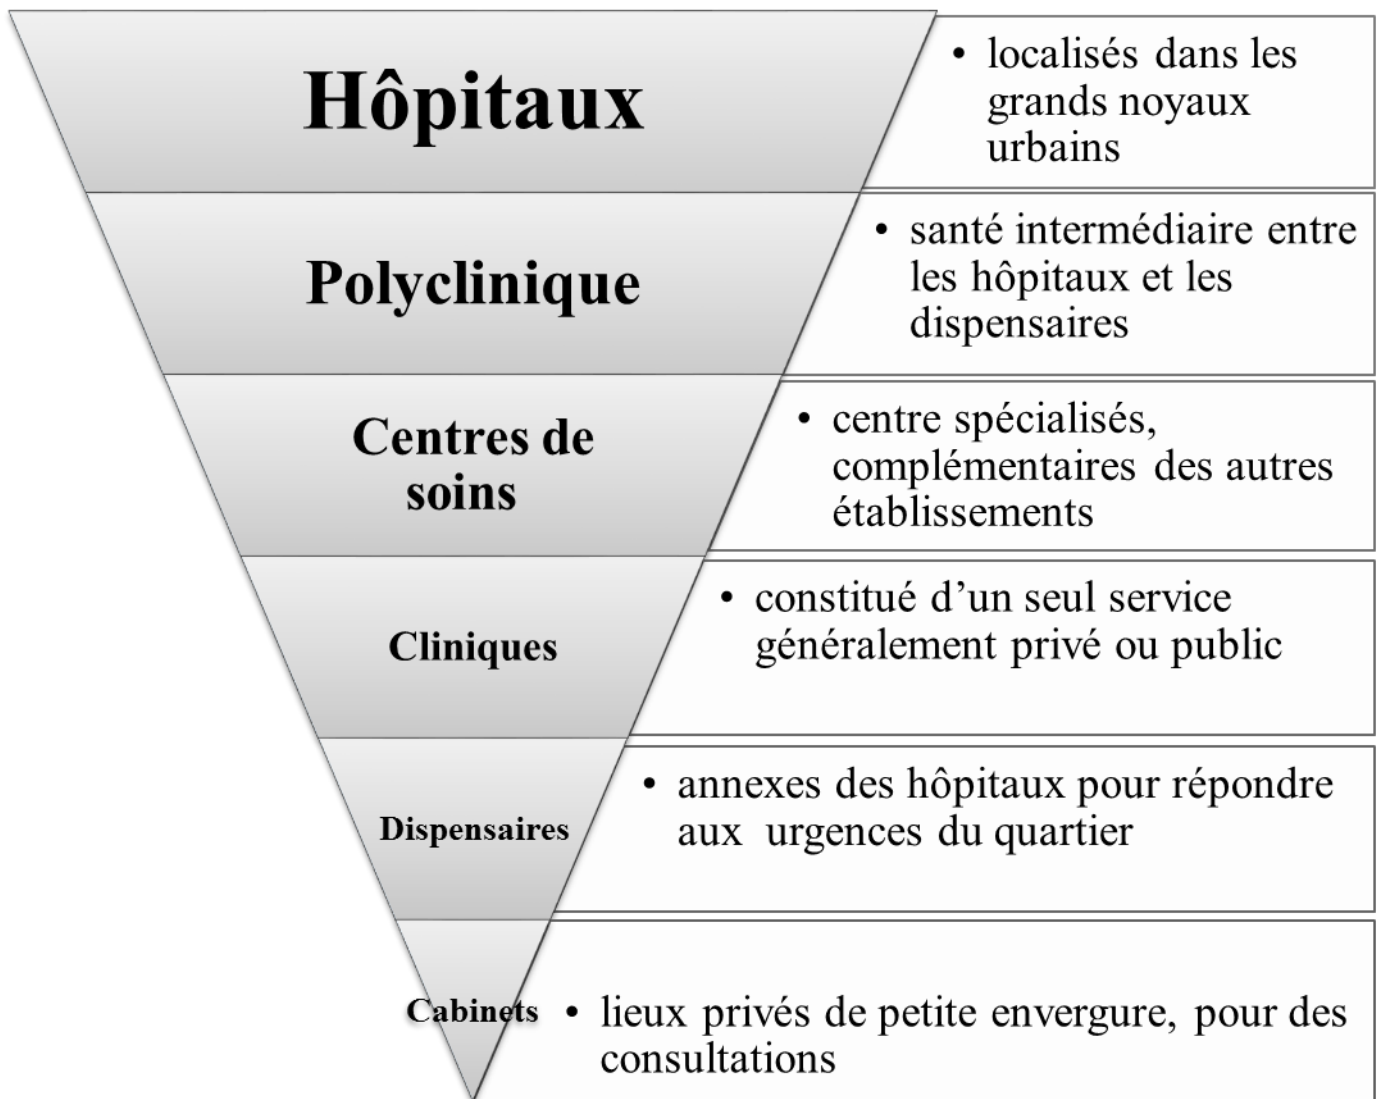 Hôpitaux
• localisés dans les
grands noyaux
urbains
Polyclinique
• santé intermédiaire entre
les hôpitaux et les
dispensaires
Centres de
soins
• centre spécialisés,
complémentaires des autres
établissements
Cliniques
• constitué d’un seul service
généralement privé ou public
Dispensaires
• annexes des hôpitaux pour répondre
aux urgences du quartier
Cabinets
• lieux privés de petite envergure, pour des
consultations